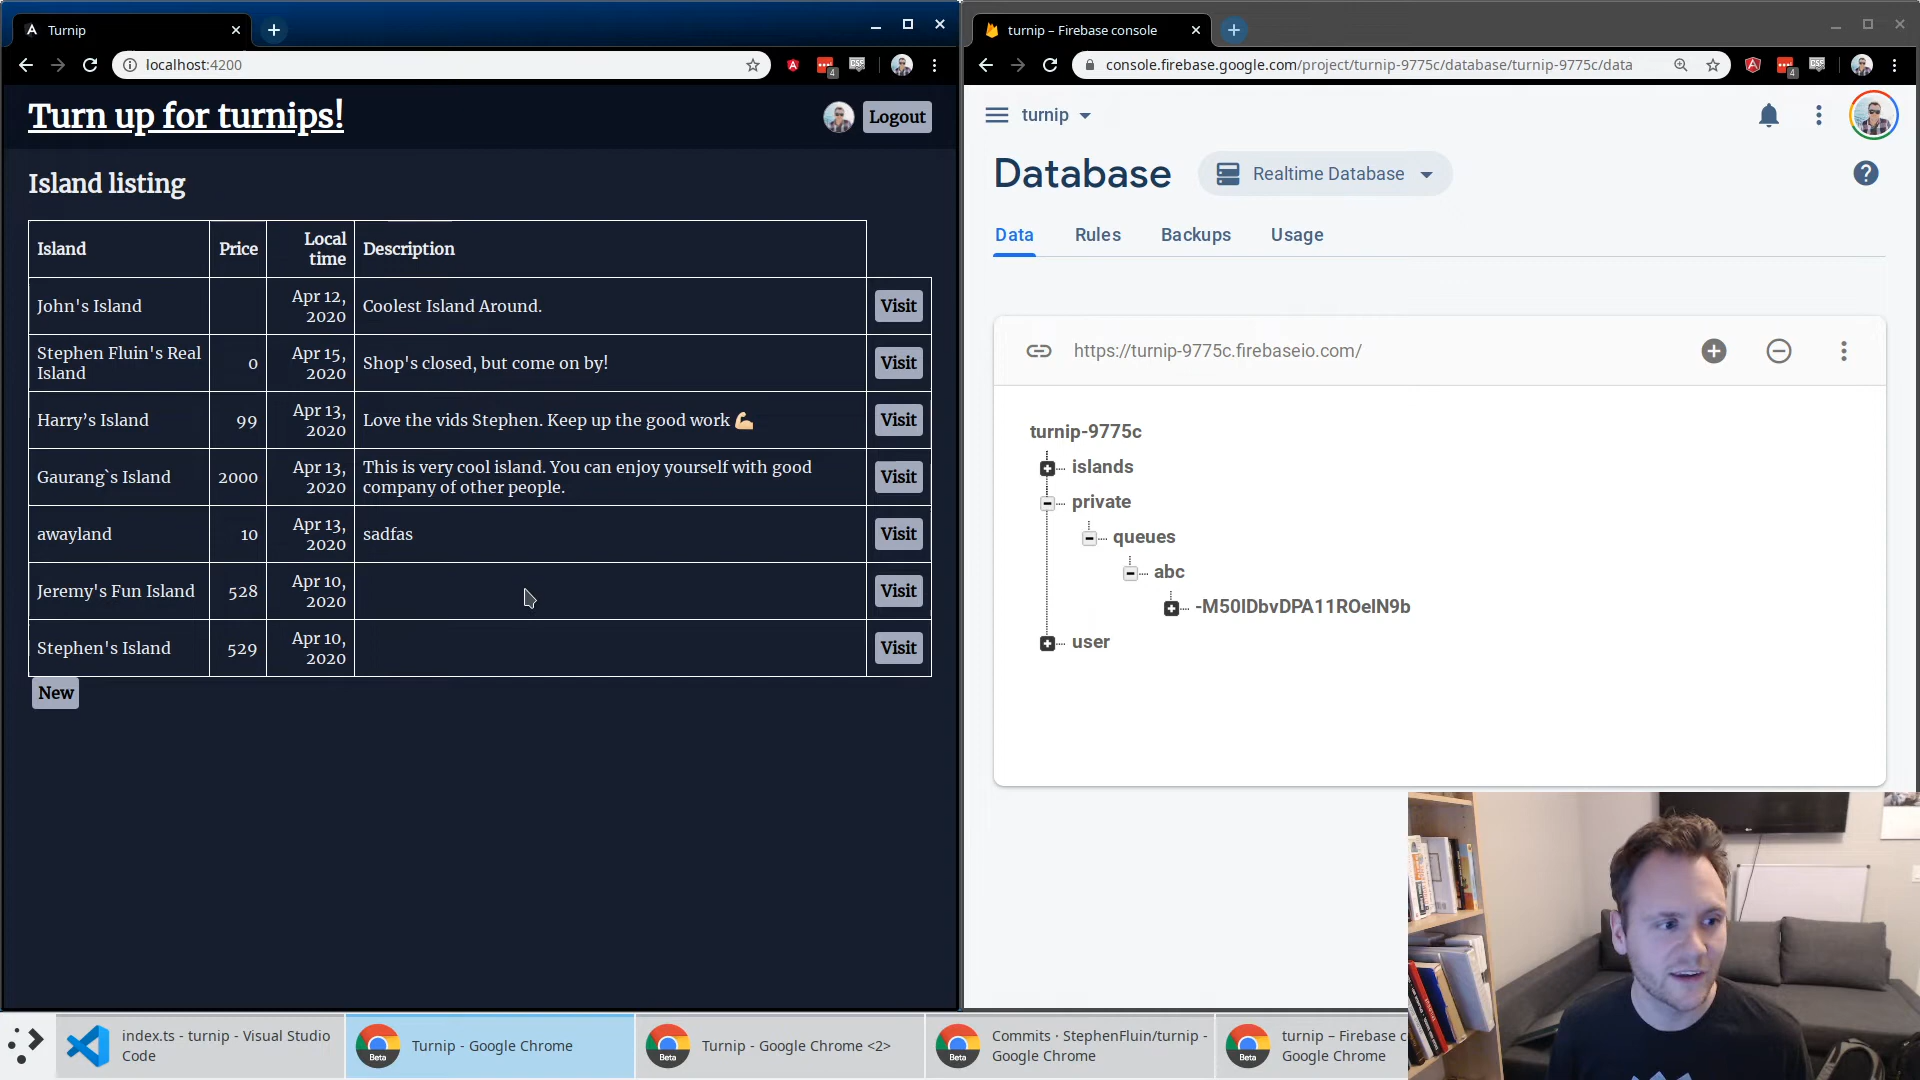 Turnip
localhost:4200
4
GSF
Turn up for turnips!
Logout
Island listing
Island
Price
Local
time
Description
John's Island
Apr 12,
2020
Coolest Island Around.
Visit
Stephen Fluin's Real
Island
0
Apr 15,
2020
Shop's closed, but come on by!
Visit
Harry’s Island
99
Apr 13,
2020
Love the vids Stephen. Keep up the good work 💪🏼
Visit
Gaurang`s Island
2000
Apr 13,
2020
This is very cool island. You can enjoy yourself with good
company of other people.
Visit
awayland
10
Apr 13,
2020
sadfas
Visit
Jeremy's Fun Island
528
Apr 10,
2020
Visit
Stephen's Island
529
Apr 10,
2020
Visit
New
turnip – Firebase console
console.firebase.google.com/project/turnip-9775c/database/turnip-9775c/data
4
GSF
turnip
Database
Realtime Database
Data
Rules
Backups
Usage
https://turnip-9775c.firebaseio.com/
turnip-9775c
islands
private
queues
abc
-M50IDbvDPA11ROeIN9b
user
index.ts - turnip - Visual Studio
Code
Beta
Turnip - Google Chrome
Beta
Turnip - Google Chrome <2>
Beta
Commits · StephenFluin/turnip -
Google Chrome
Beta
turnip – Firebase c
Google Chrome